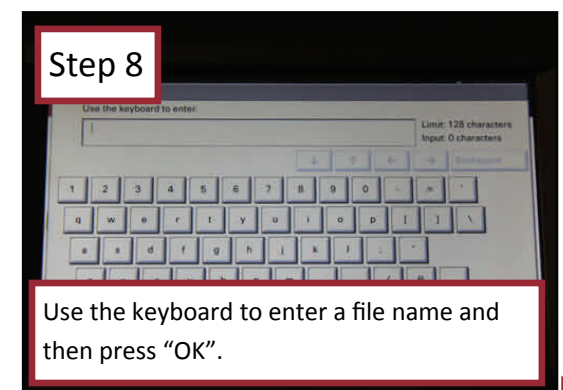 Step 8
Use the keyboard to enter.
Limit: 128 characters
Input: 0 characters
↓ ↑ ← → Backspace
1 2 3 4 5 6 7 8 9 0 - = `
q w e r t y u i o p [ ] \
a s d f g h j k l ; '
Use the keyboard to enter a file name and
then press “OK”.